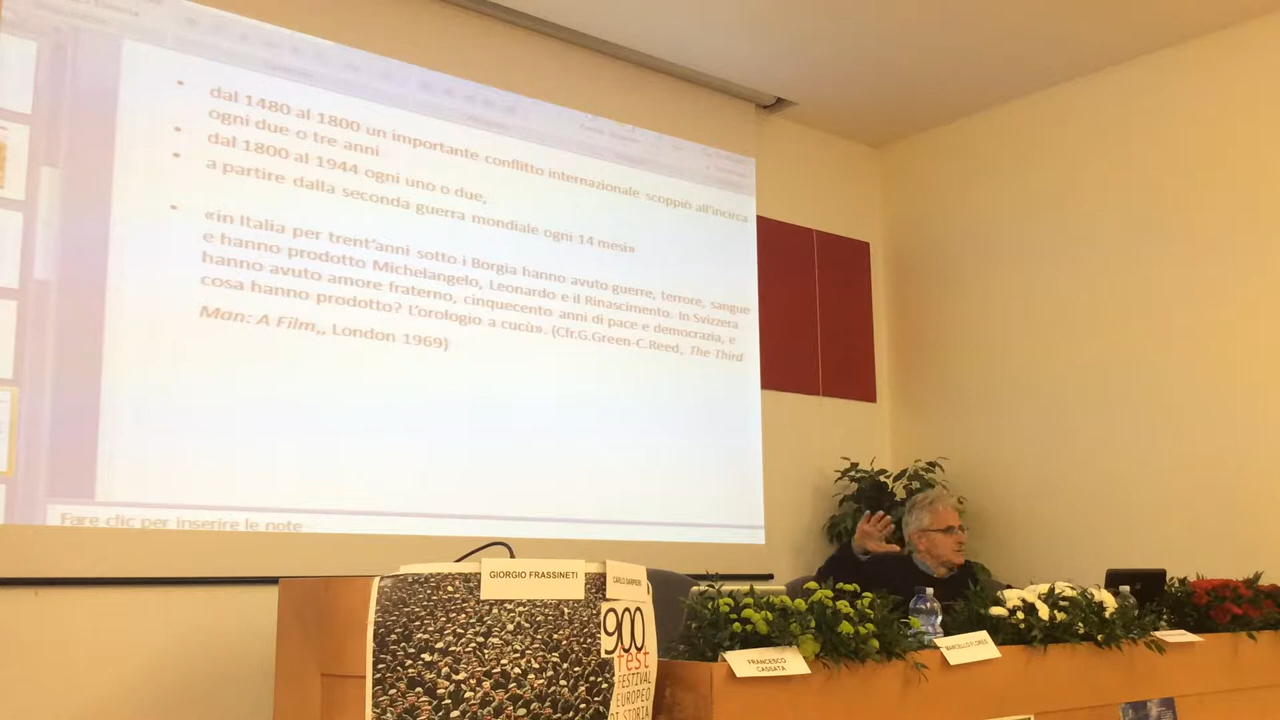 dal 1480 al 1800 un importante conflitto internazionale scoppiò all'incirca
ogni due o tre anni
dal 1800 al 1944 ogni uno o due,
a partire dalla seconda guerra mondiale ogni 14 mesi»
«in Italia per trent'anni sotto i Borgia hanno avuto guerre, terrore, sangue
e hanno prodotto Michelangelo, Leonardo e il Rinascimento. In Svizzera
hanno avuto amore fraterno, cinquecento anni di pace e democrazia, e
cosa hanno prodotto? L'orologio a cucù». (Cfr.G.Green-C.Reed, The Third
Man: A Film,, London 1969)
Fare clic per inserire le note
GIORGIO FRASSINETI
900
fest
FESTIVAL
EUROPEO
DI STORIA
FRANCESCO
CASSATA
MARCELLO FLORES